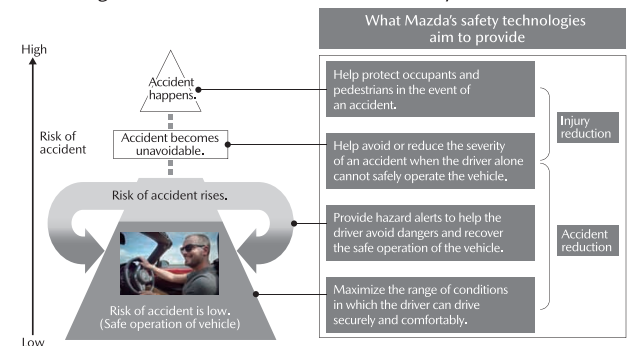 What Mazda's safety technologies
aim to provide
High
Risk of
accident
Low
Accident
happens.
Accident becomes
unavoidable.
Risk of accident rises.
Risk of accident is low.
(Safe operation of vehicle)
Help protect occupants and
pedestrians in the event of
an accident.
Help avoid or reduce the severity
of an accident when the driver alone
cannot safely operate the vehicle.
Provide hazard alerts to help the
driver avoid dangers and recover
the safe operation of the vehicle.
Maximize the range of conditions
in which the driver can drive
securely and comfortably.
Injury
reduction
Accident
reduction